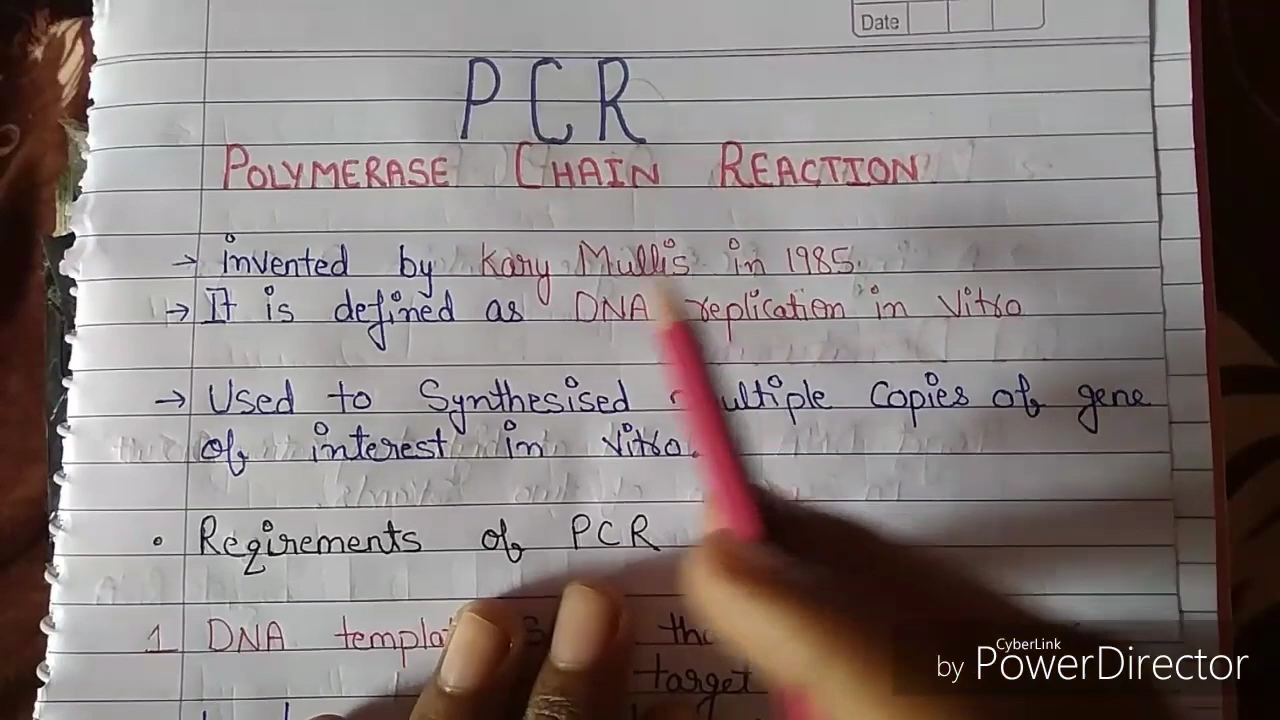 Date
PCR
POLYMERASE CHAIN REACTION
→ invented by Kary Mullis in 1985.
→ It is defined as DNA replication in vitro
→ Used to Synthesised multiple Copies of gene
of interest in vitro.
• Reqirements of PCR
1 DNA
target
CyberLink
by PowerDirector